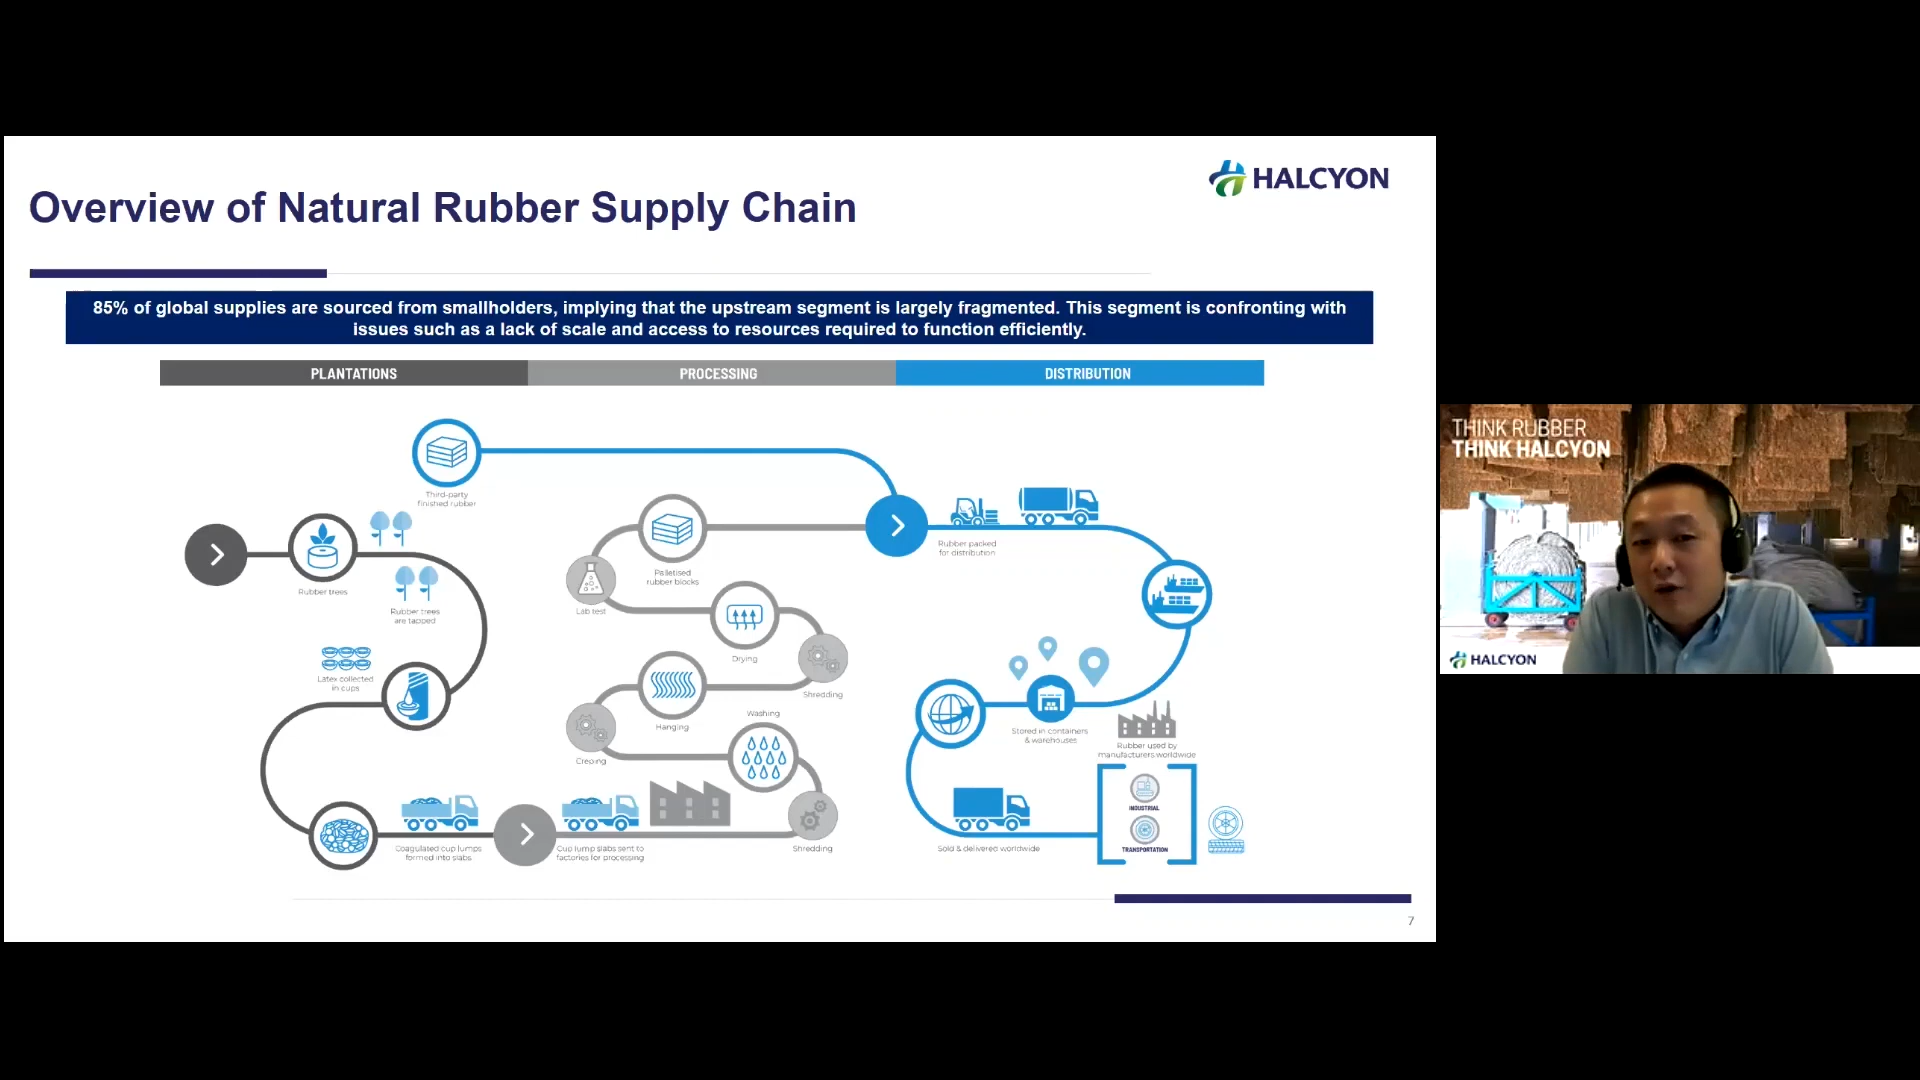 HALCYON
Overview of Natural Rubber Supply Chain
85% of global supplies are sourced from smallholders, implying that the upstream segment is largely fragmented. This segment is confronting with
issues such as a lack of scale and access to resources required to function efficiently.
PLANTATIONS
PROCESSING
DISTRIBUTION
Third-party
finished rubber
Rubber trees
Rubber trees
are tapped
Latex collected
in cups
Coagulated cup lumps
formed into slabs
Cup lump slabs sent to
factories for processing
Shredding
Washing
Creping
Hanging
Shredding
Drying
Lab test
Palletised
rubber blocks
Rubber packed
for distribution
Stored in containers
& warehouses
Sold & delivered worldwide
Rubber used by
manufacturers worldwide
INDUSTRIAL
TRANSPORTATION
7
THINK RUBBER
THINK HALCYON
HALCYON